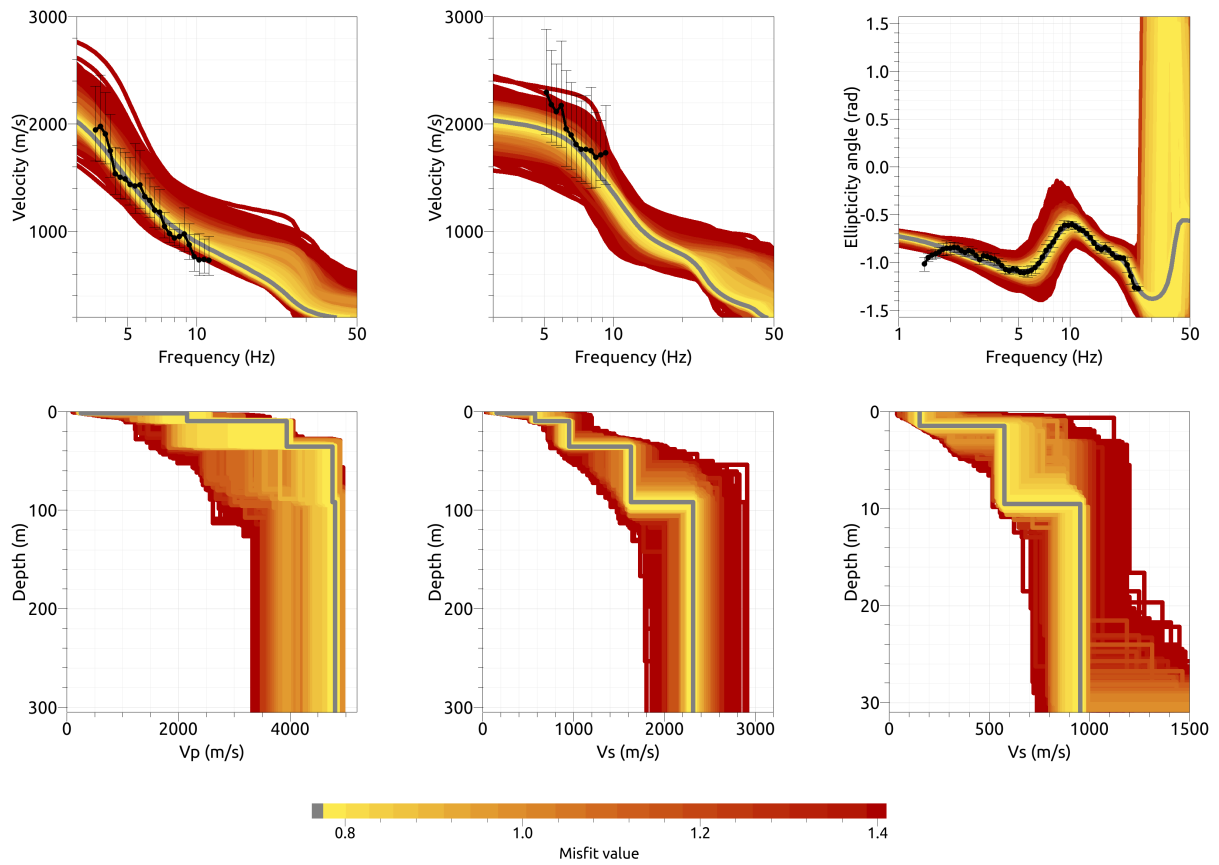 3000
2000
1000
Velocity (m/s)
5 10 50
Frequency (Hz)
3000
2000
1000
Velocity (m/s)
5 10 50
Frequency (Hz)
1.5
1.0
0.5
0.0
-0.5
-1.0
-1.5
Ellipticity angle (rad)
1 5 10 50
Frequency (Hz)
0
100
200
300
Depth (m)
0 2000 4000
Vp (m/s)
0
100
200
300
Depth (m)
0 1000 2000 3000
Vs (m/s)
0
10
20
30
Depth (m)
0 500 1000 1500
Vs (m/s)
0.8 1.0 1.2 1.4
Misfit value